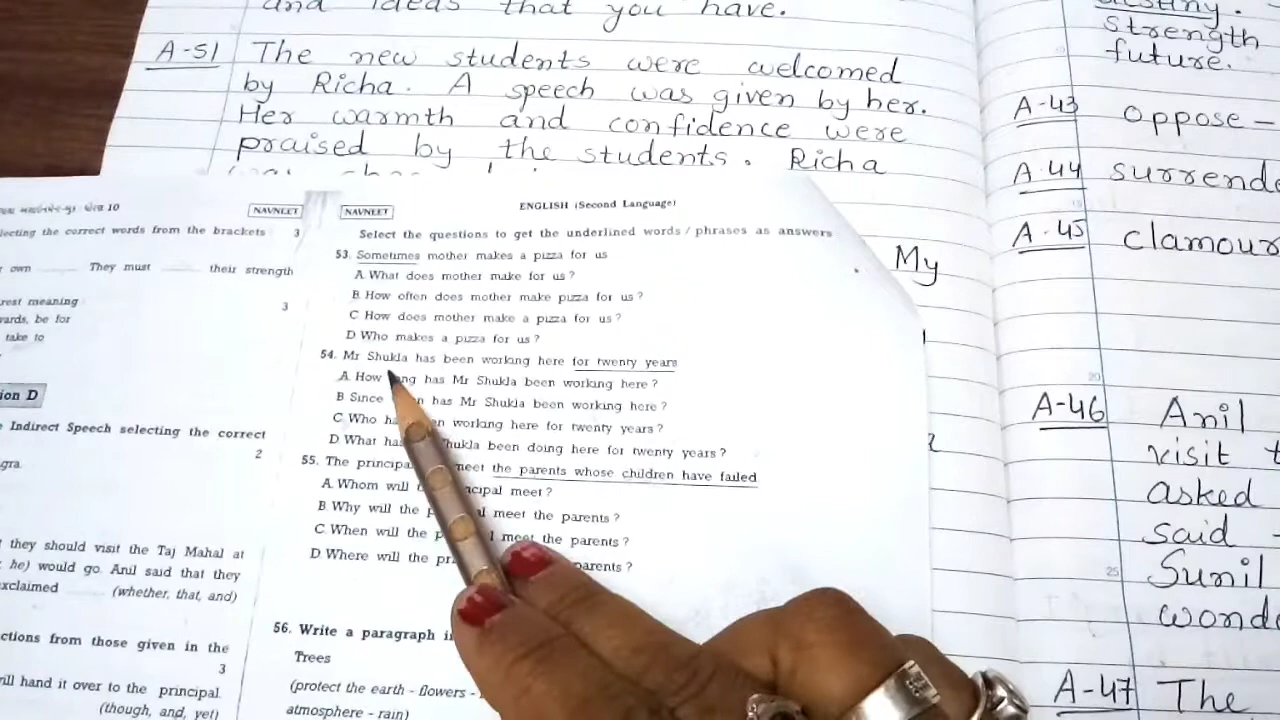 and ideas that you have.
A-51 The new students were welcomed
by Richa. A speech was given by her.
Her warmth and confidence were
praised by the students. Richa
ધોરણ 10
NAVNEET
lecting the correct words from the brackets 3
own ........ They must ........ their strength
rest meaning 3
wards, be for
take to
ion D
Indirect Speech selecting the correct
2
gra
they should visit the Taj Mahal at
he) would go. Anil said that they
exclaimed ........ (whether, that, and)
ctions from those given in the
3
ill hand it over to the principal.
(though, and, yet)
NAVNEET ENGLISH (Second Language)
Select the questions to get the underlined words / phrases as answers
53. Sometimes mother makes a pizza for us
A. What does mother make for us?
B. How often does mother make pizza for us?
C How does mother make a pizza for us?
D Who makes a pizza for us?
54. Mr Shukla has been working here for twenty years
A. How has Mr Shukla been working here?
B Since has Mr Shukla been working here?
C. Who working here for twenty years?
D What Shukla been doing here for twenty years?
55. The meet the parents whose children have failed
A. Whom will meet?
B. Why will the meet the parents?
C. When will the meet the parents?
D Where will the parents?
56. Write a paragraph
Trees
(protect the earth - flowers -
atmosphere - rain)
My
strength
future.
A-43 oppose -
A-44
A-45
A-46 Anil
visit
asked
said -
Sunil
A-47 The